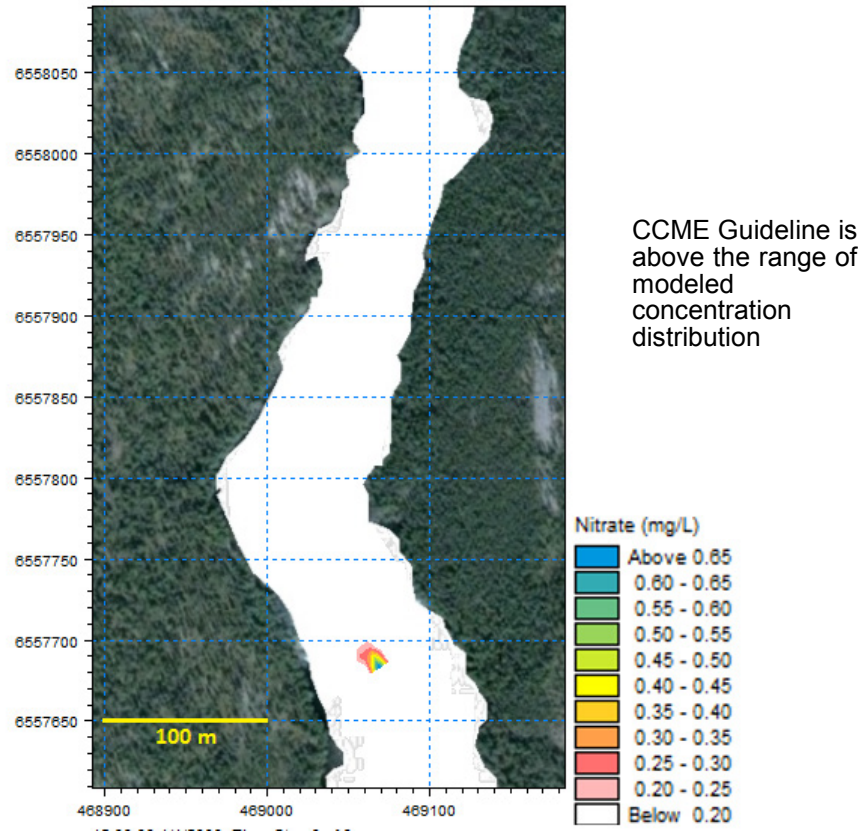 6558050
6558000
6557950
6557900
6557850
6557800
6557750
6557700
6557650
100 m
468900
469000
469100
CCME Guideline is
above the range of
modeled
concentration
distribution
Nitrate (mg/L)
Above 0.65
0.60 - 0.65
0.55 - 0.60
0.50 - 0.55
0.45 - 0.50
0.40 - 0.45
0.35 - 0.40
0.30 - 0.35
0.25 - 0.30
0.20 - 0.25
Below 0.20